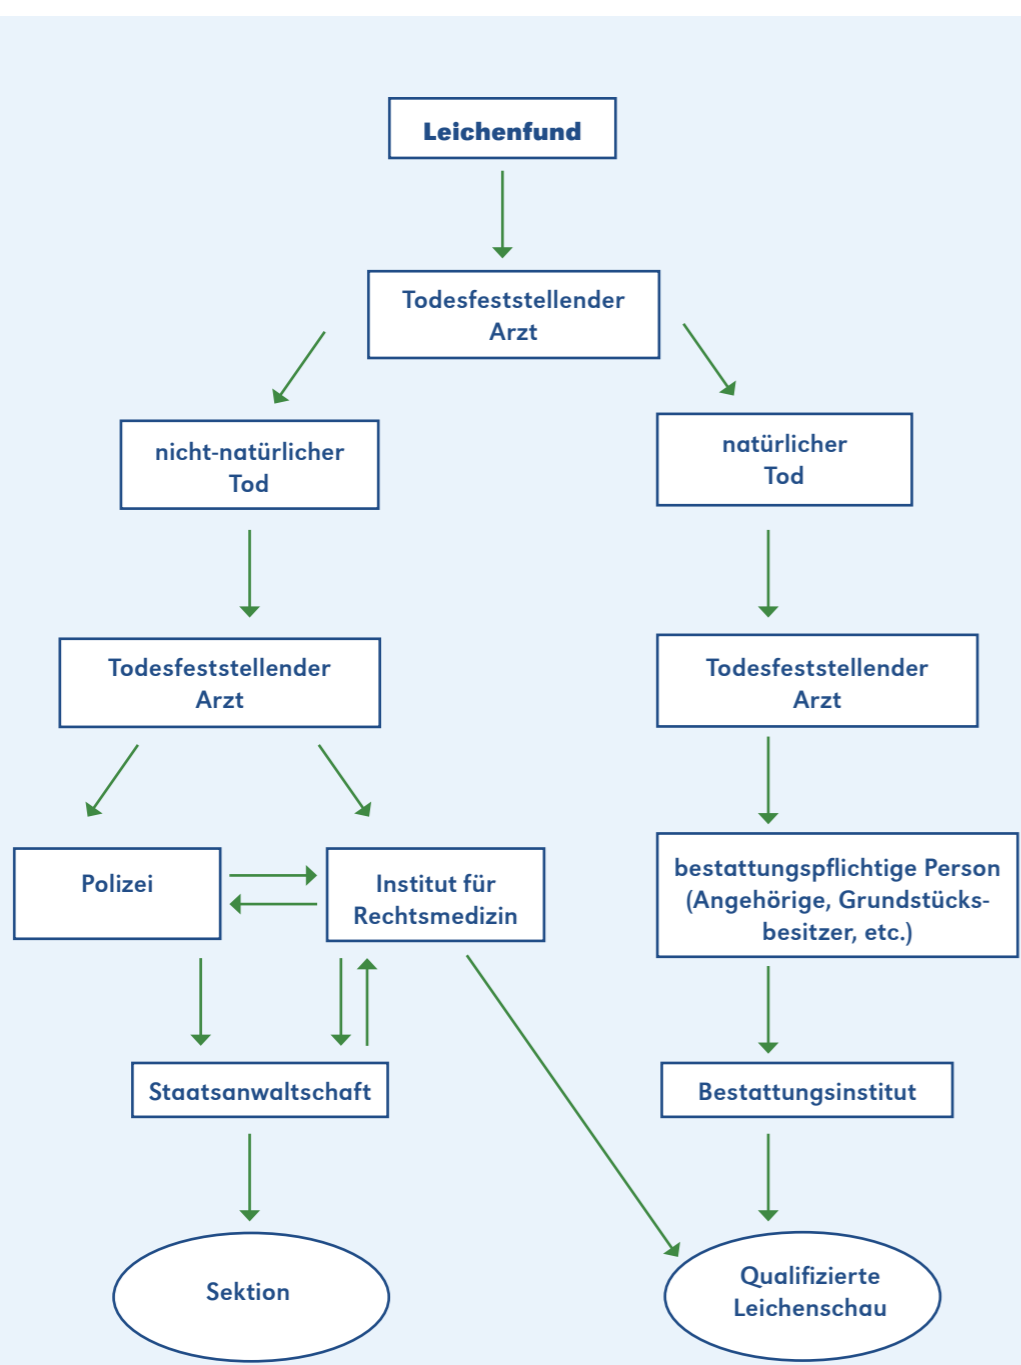 Leichenfund
Todesfeststellender
Arzt
nicht-natürlicher
Tod
natürlicher
Tod
Todesfeststellender
Arzt
Todesfeststellender
Arzt
Polizei
Institut für
Rechtsmedizin
bestattungspflichtige Person
(Angehörige, Grundstücks-
besitzer, etc.)
Staatsanwaltschaft
Bestattungsinstitut
Sektion
Qualifizierte
Leichenschau